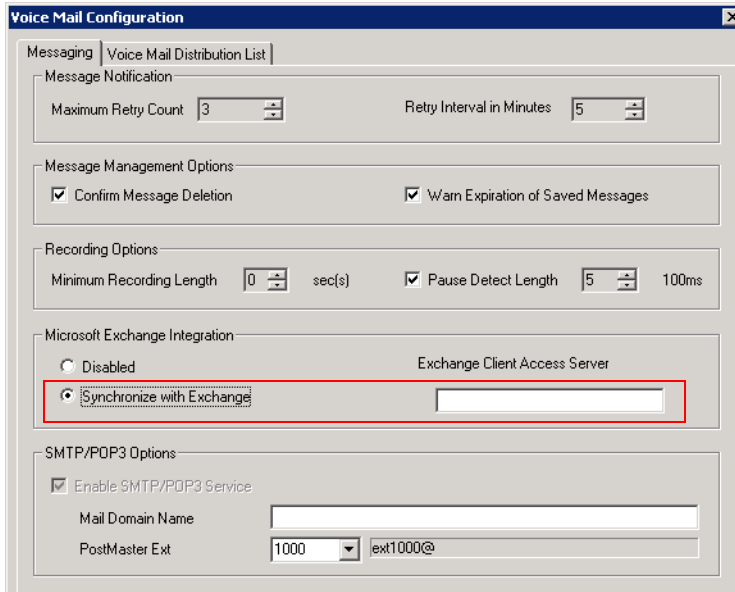 Voice Mail Configuration
Messaging Voice Mail Distribution List
Message Notification
Maximum Retry Count 3 Retry Interval in Minutes 5
Message Management Options
Confirm Message Deletion Warn Expiration of Saved Messages
Recording Options
Minimum Recording Length 0 sec(s) Pause Detect Length 5 100ms
Microsoft Exchange Integration
Disabled Exchange Client Access Server
Synchronize with Exchange
SMTP/POP3 Options
Enable SMTP/POP3 Service
Mail Domain Name
PostMaster Ext 1000 ext1000@